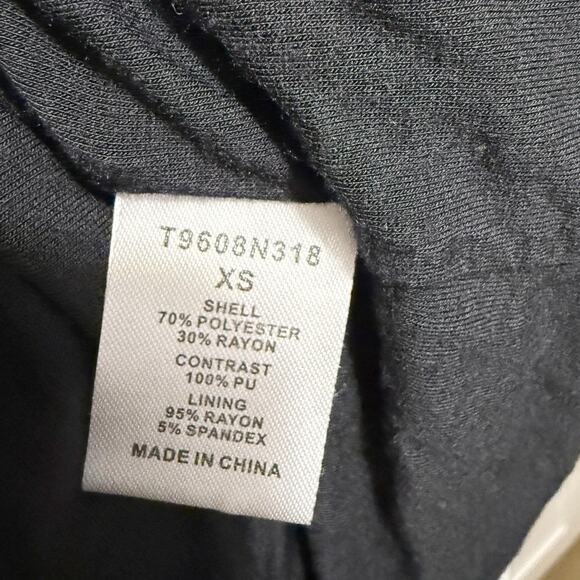 T9608N318
XS
SHELL
70% POLYESTER
30% RAYON
CONTRAST
100% PU
LINING
95% RAYON
5% SPANDEX
MADE IN CHINA